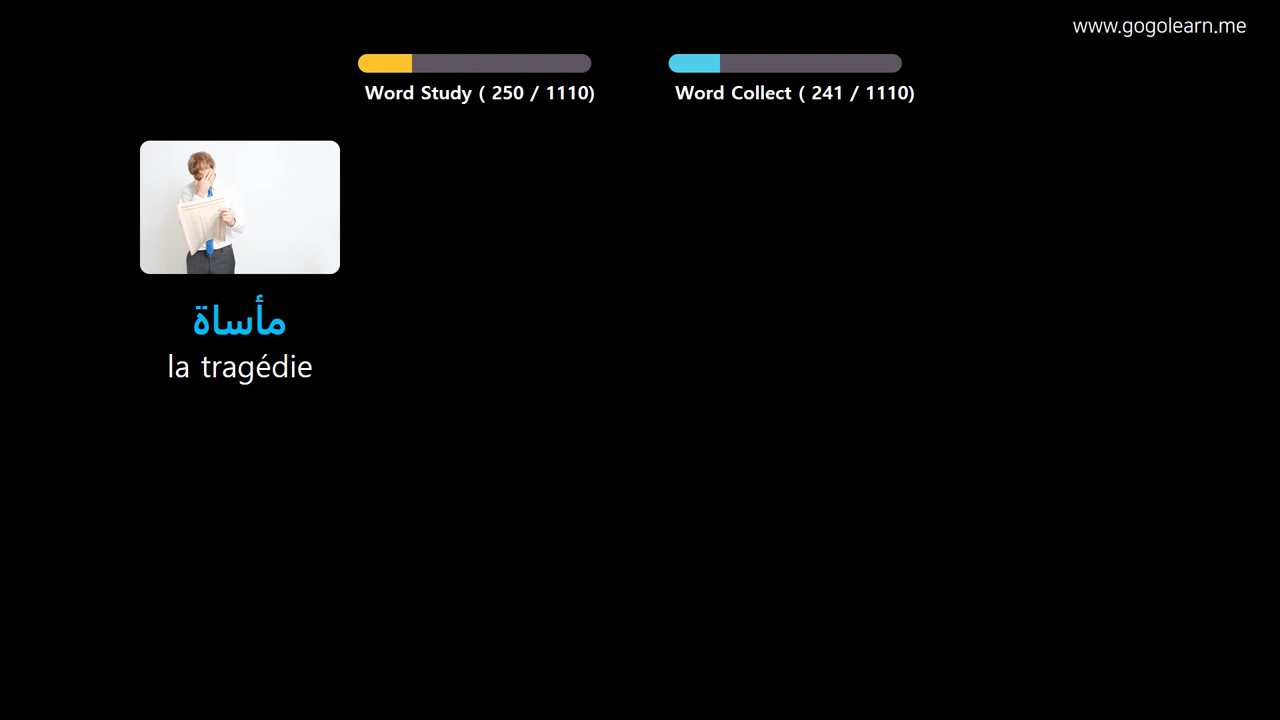 www.gogolearn.me
Word Study ( 250 / 1110)
Word Collect ( 241 / 1110)
مأساة
la tragédie